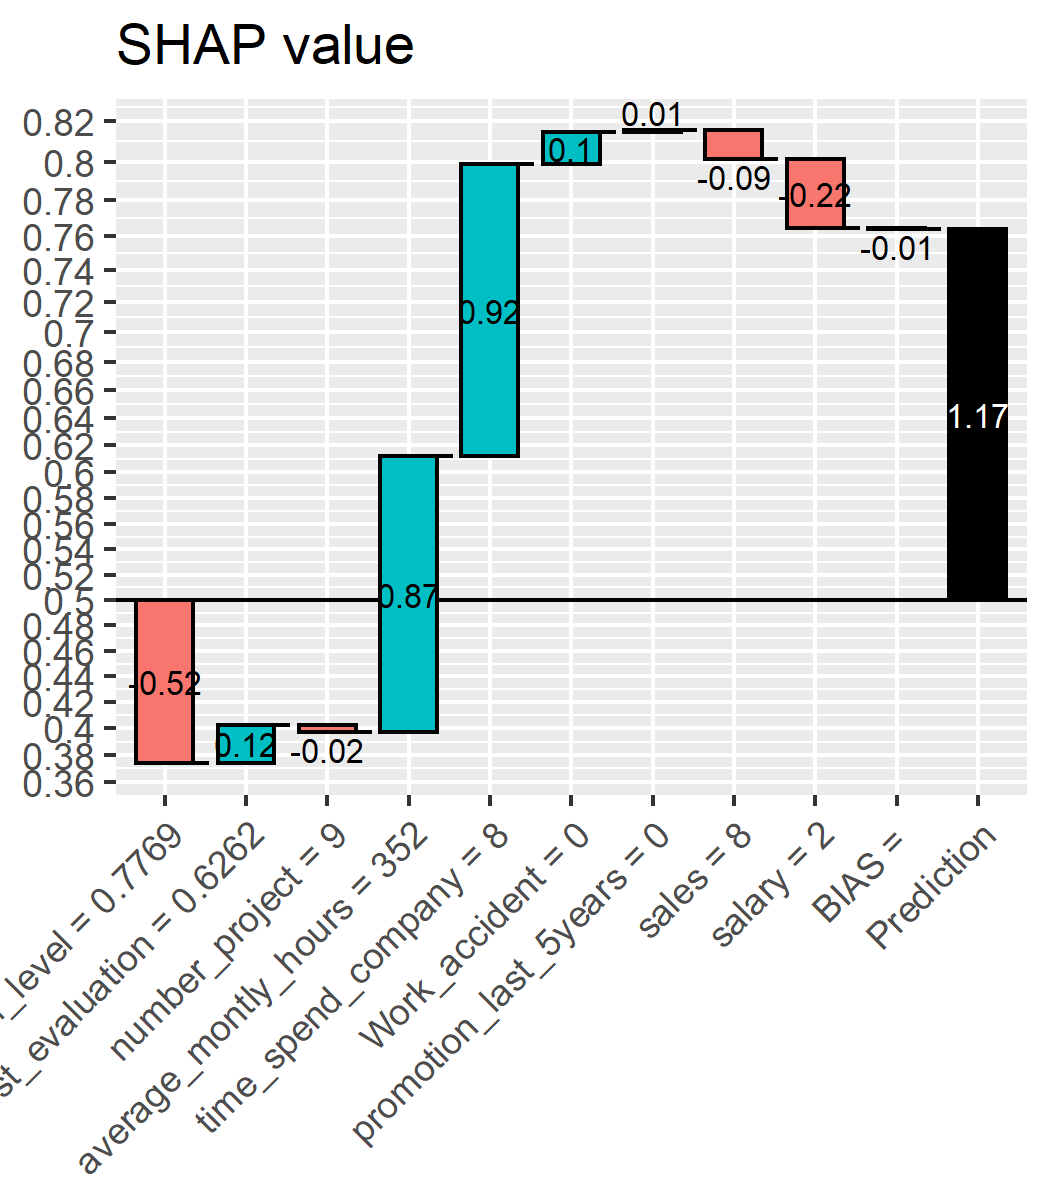 SHAP value
0.82
0.8
0.78
0.76
0.74
0.72
0.7
0.68
0.66
0.64
0.62
0.6
0.58
0.56
0.54
0.52
0.5
0.48
0.46
0.44
0.42
0.4
0.38
0.36
-0.52
0.12
-0.02
0.87
0.92
0.1
0.01
-0.09
-0.22
-0.01
1.17
_level = 0.7769
st_evaluation = 0.6262
number_project = 9
average_montly_hours = 352
time_spend_company = 8
Work_accident = 0
promotion_last_5years = 0
sales = 8
salary = 2
BIAS =
Prediction